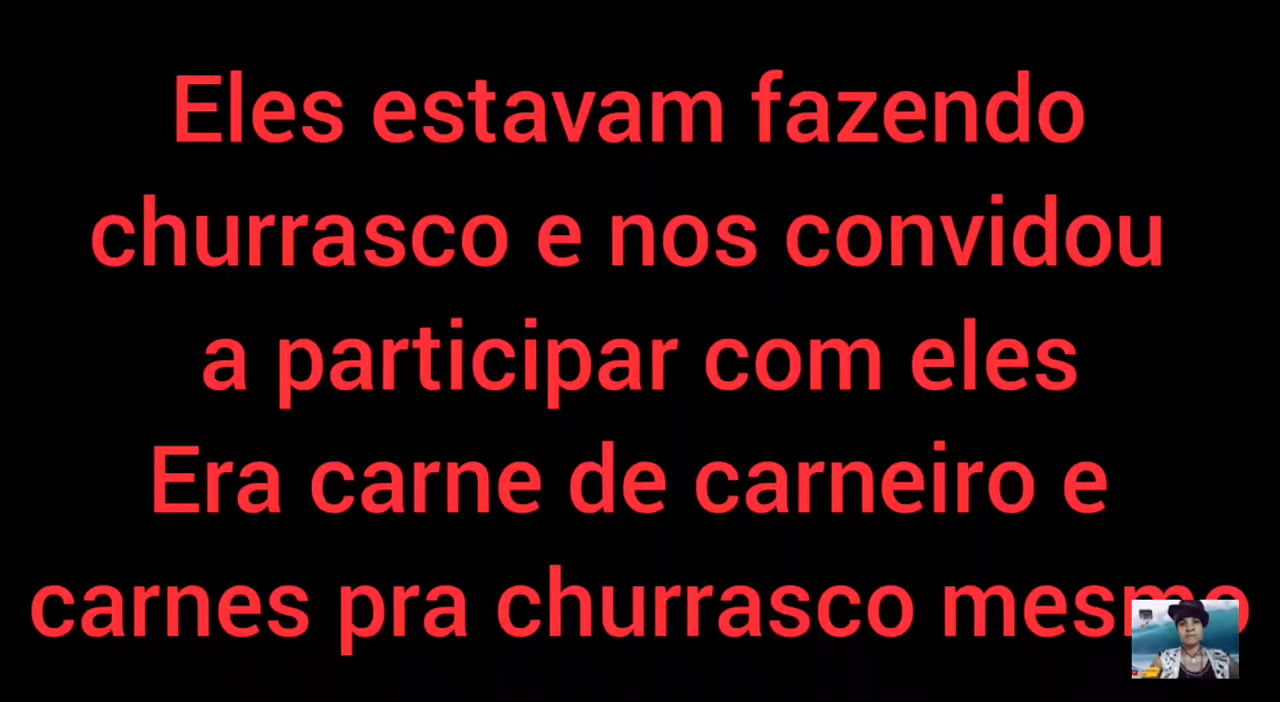 Eles estavam fazendo
churrasco e nos convidou
a participar com eles
Era carne de carneiro e
carnes pra churrasco mesmo